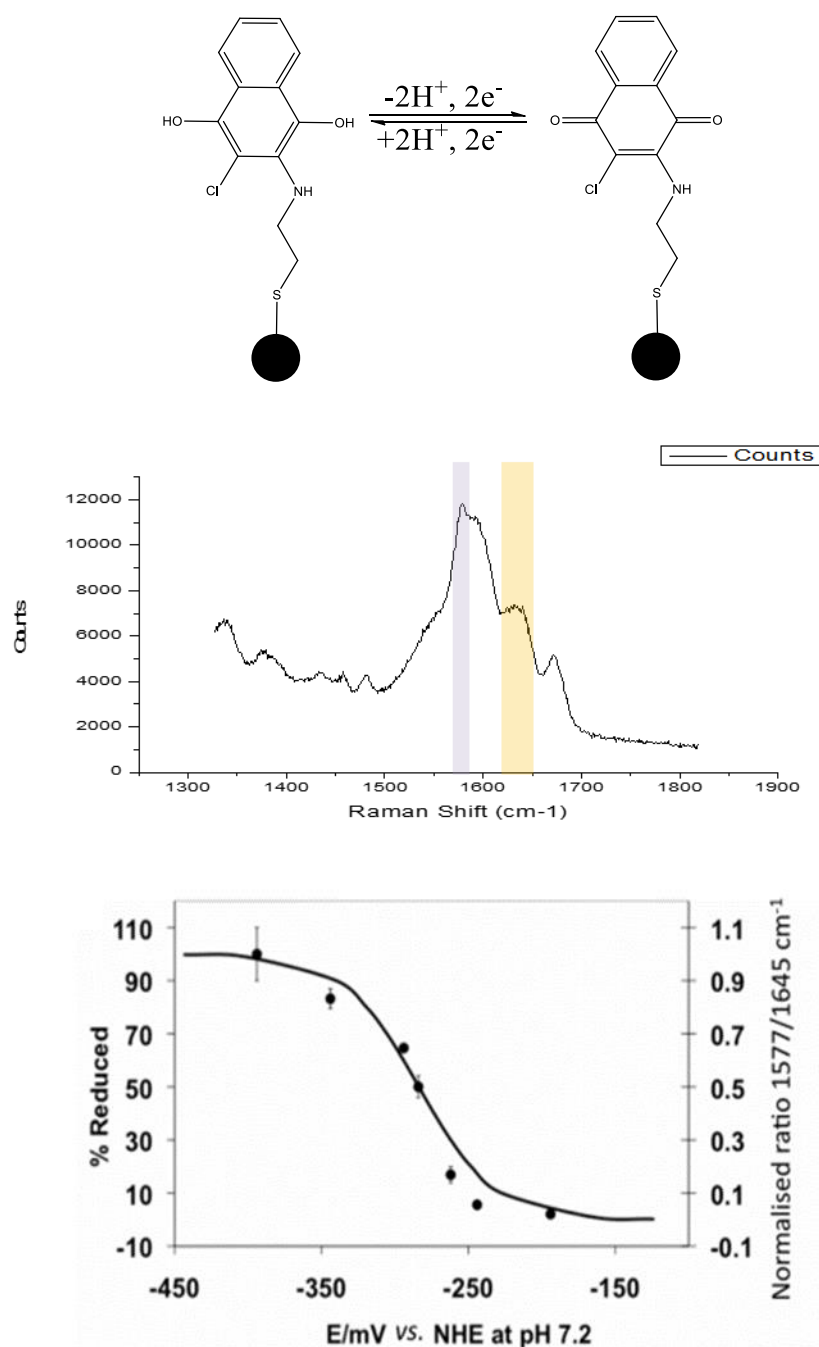 -2H⁺, 2e⁻
+2H⁺, 2e⁻
HO
OH
Cl
NH
S
O
O
Cl
NH
S
Counts
12000
10000
8000
6000
4000
2000
0
Counts
1300 1400 1500 1600 1700 1800 1900
Raman Shift (cm-1)
110
90
70
50
30
10
-10
% Reduced
1.1
0.9
0.7
0.5
0.3
0.1
-0.1
Normalised ratio 1577/1645 cm⁻¹
-450 -350 -250 -150
E/mV vs. NHE at pH 7.2